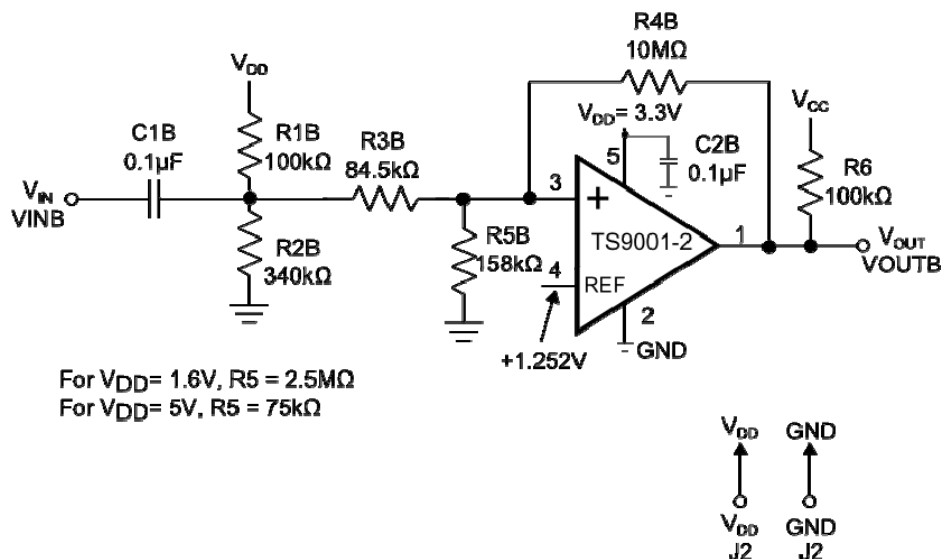 R4B
10MΩ
VDD
VDD= 3.3V
VCC
C1B
0.1µF
R1B
100kΩ
R3B
84.5kΩ
C2B
0.1µF
5
R6
100kΩ
3
+
VIN
VINB
R2B
340kΩ
R5B
158kΩ
TS9001-2
1
VOUT
VOUTB
4
REF
2
GND
+1.252V
For VDD= 1.6V, R5 = 2.5MΩ
For VDD= 5V, R5 = 75kΩ
VDD
GND
VDD
GND
J2
J2